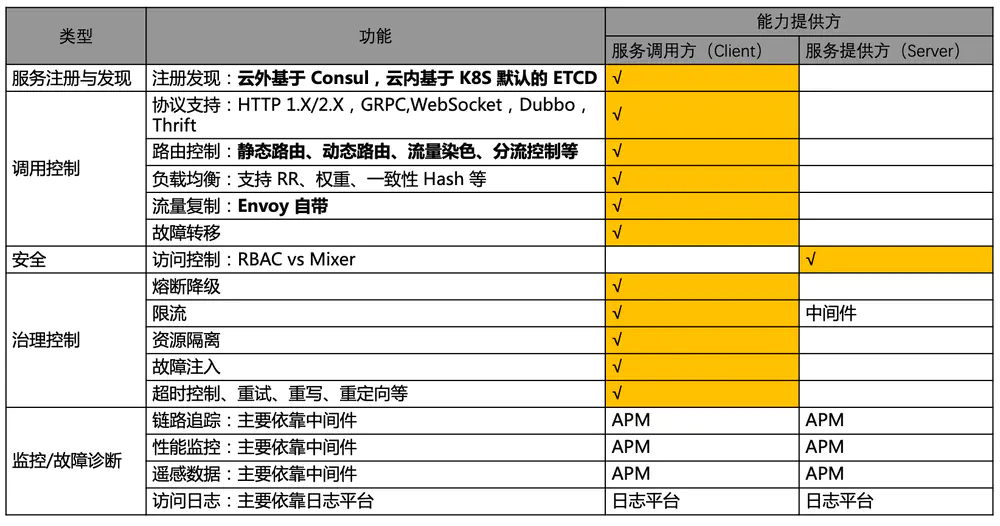 类型
功能
能力提供方
服务调用方（Client）
服务提供方（Server）
服务注册与发现
注册发现：云外基于 Consul，云内基于 K8S 默认的 ETCD
√
调用控制
协议支持：HTTP 1.X/2.X，GRPC,WebSocket，Dubbo，
Thrift
√
路由控制：静态路由、动态路由、流量染色、分流控制等
√
负载均衡：支持 RR、权重、一致性 Hash 等
√
流量复制：Envoy 自带
√
故障转移
√
安全
访问控制：RBAC vs Mixer
√
治理控制
熔断降级
√
限流
√
中间件
资源隔离
√
故障注入
√
超时控制、重试、重写、重定向等
√
监控/故障诊断
链路追踪：主要依靠中间件
APM
APM
性能监控：主要依靠中间件
APM
APM
遥感数据：主要依靠中间件
APM
APM
访问日志：主要依靠日志平台
日志平台
日志平台